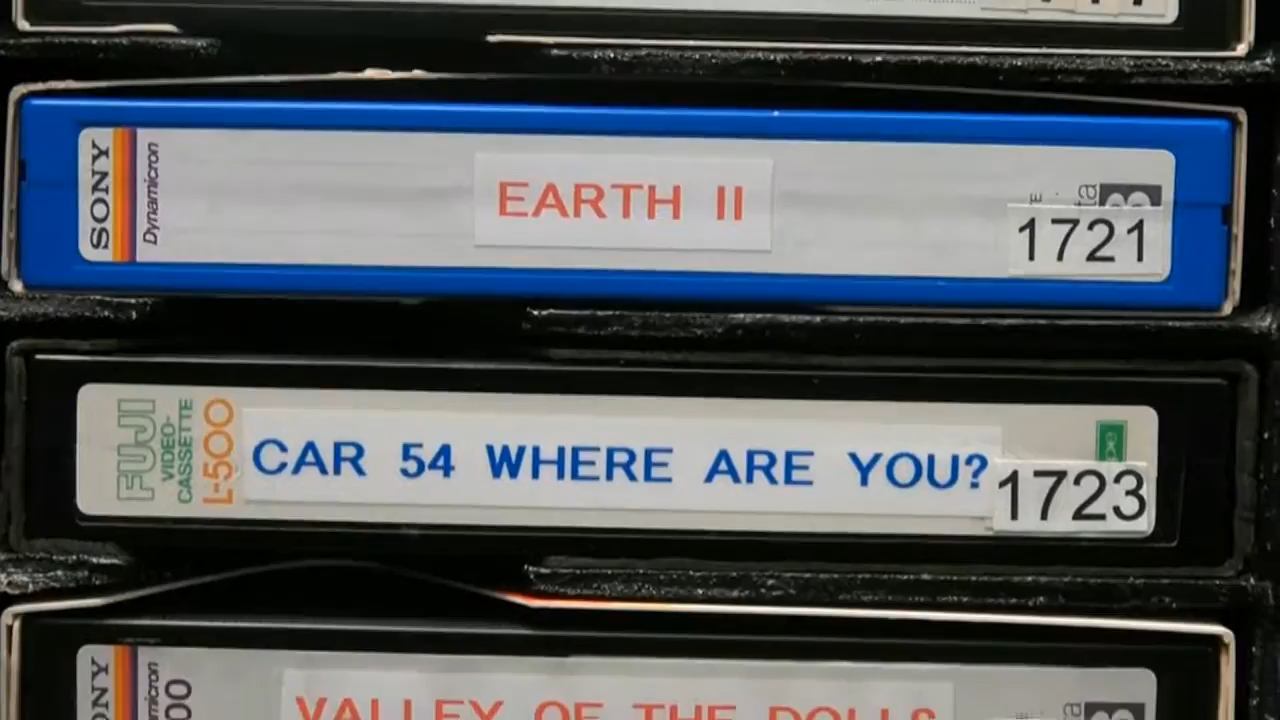 SONY
Dynamicron
EARTH II
1721
FUJI
VIDEO-
CASSETTE
L-500
CAR 54 WHERE ARE YOU?
1723
VALLEY OF THE DOLLS